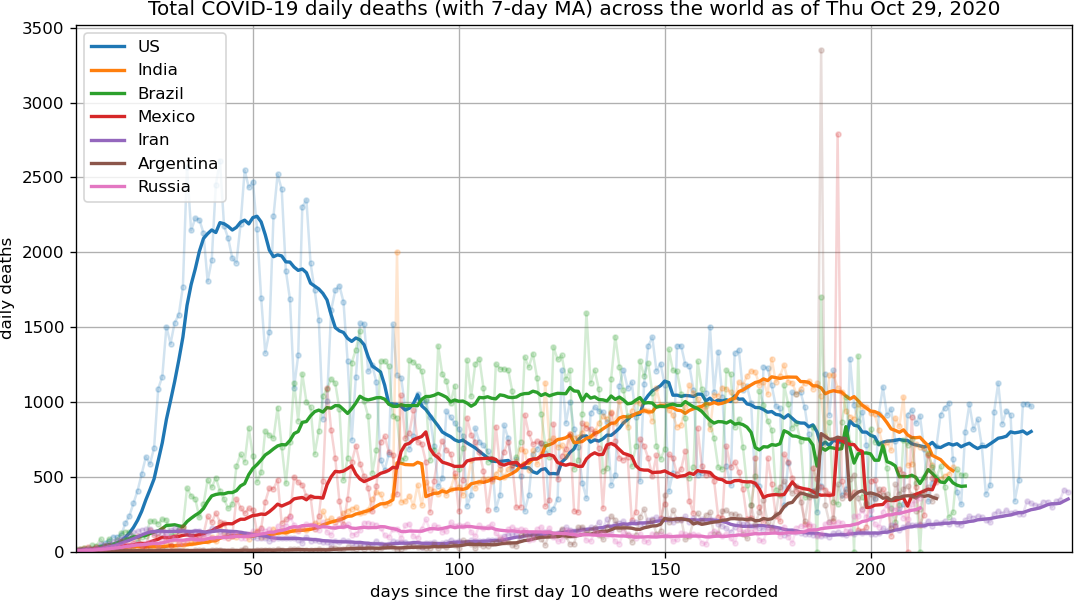 Total COVID-19 daily deaths (with 7-day MA) across the world as of Thu Oct 29, 2020
3500
3000
2500
2000
1500
1000
500
0
daily deaths
US
India
Brazil
Mexico
Iran
Argentina
Russia
50
100
150
200
days since the first day 10 deaths were recorded